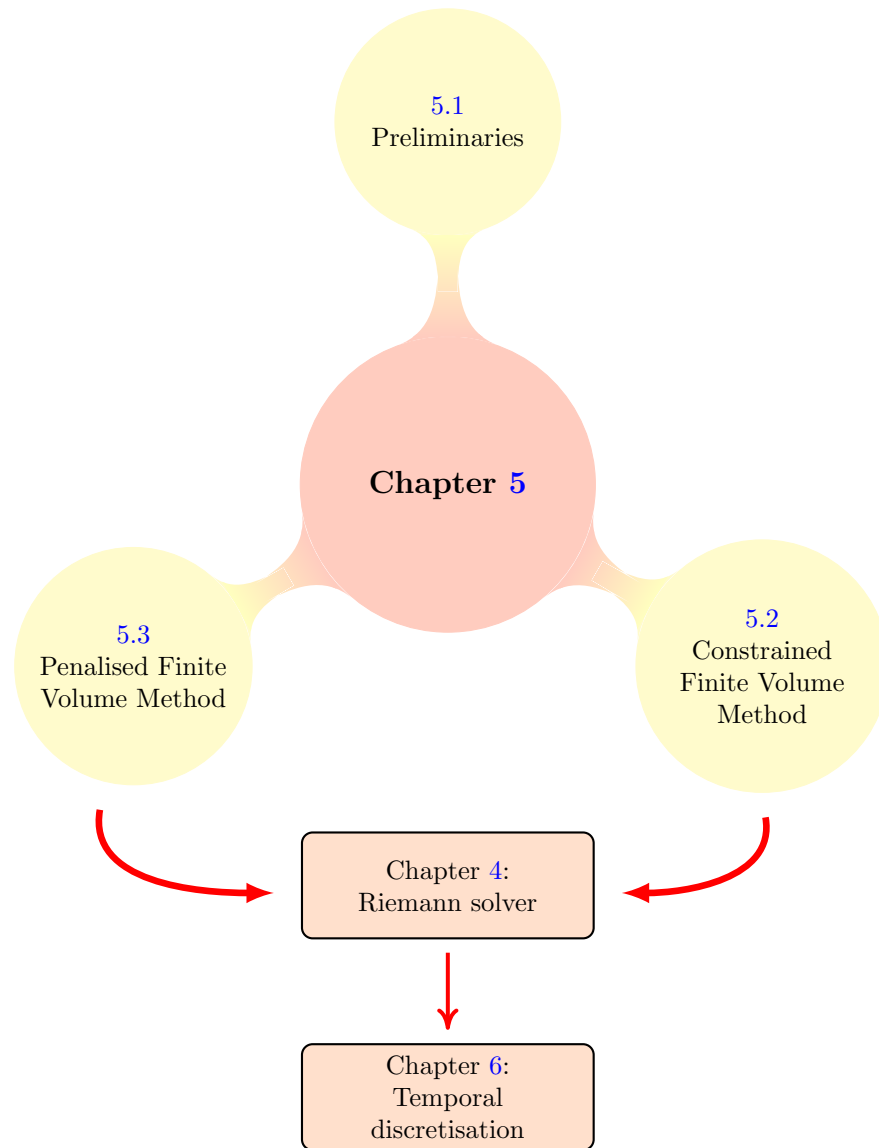 5.1
Preliminaries
Chapter 5
5.3
Penalised Finite
Volume Method
5.2
Constrained
Finite Volume
Method
Chapter 4:
Riemann solver
Chapter 6:
Temporal
discretisation